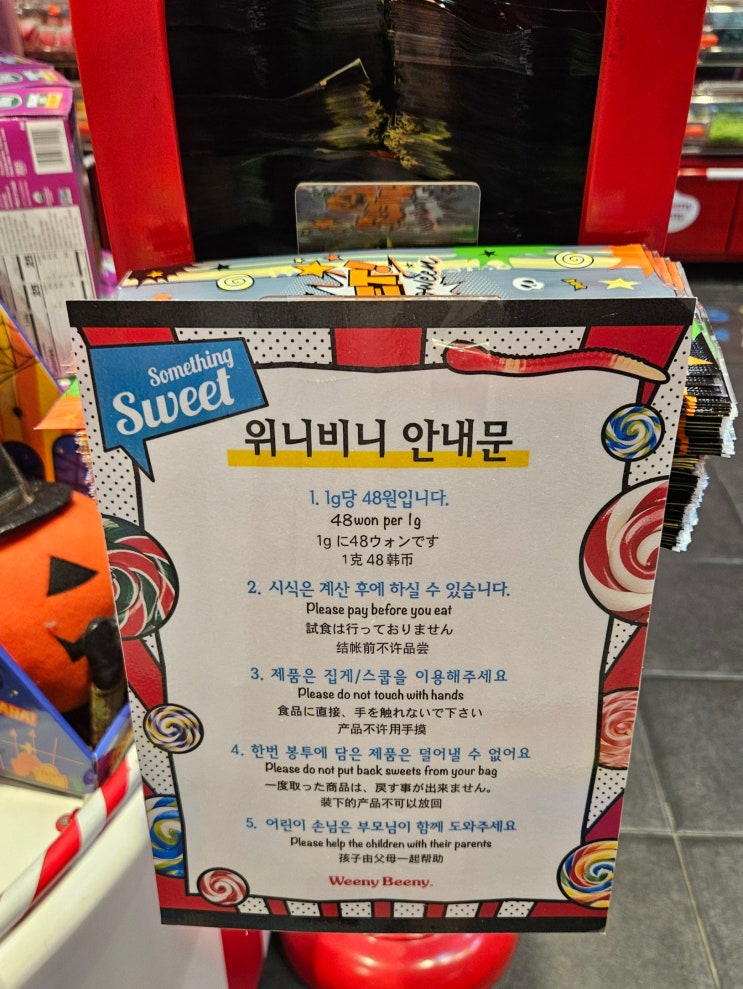 Something
Sweet
위니비니 안내문
1. 1g당 48원입니다.
48won per 1g
1g に48ウォンです
1克 48 韩币
2. 시식은 계산 후에 하실 수 있습니다.
Please pay before you eat
試食は行っておりません
结帐前不许品尝
3. 제품은 집게/스쿱을 이용해주세요
Please do not touch with hands
食品に直接、手を触れないで下さい
产品不许用手摸
4. 한번 봉투에 담은 제품은 덜어낼 수 없어요
Please do not put back sweets from your bag
一度取った商品は、戻す事が出来ません。
装下的产品不可以放回
5. 어린이 손님은 부모님이 함께 도와주세요
Please help the children with their parents
孩子由父母一起帮助
Weeny Beeny.